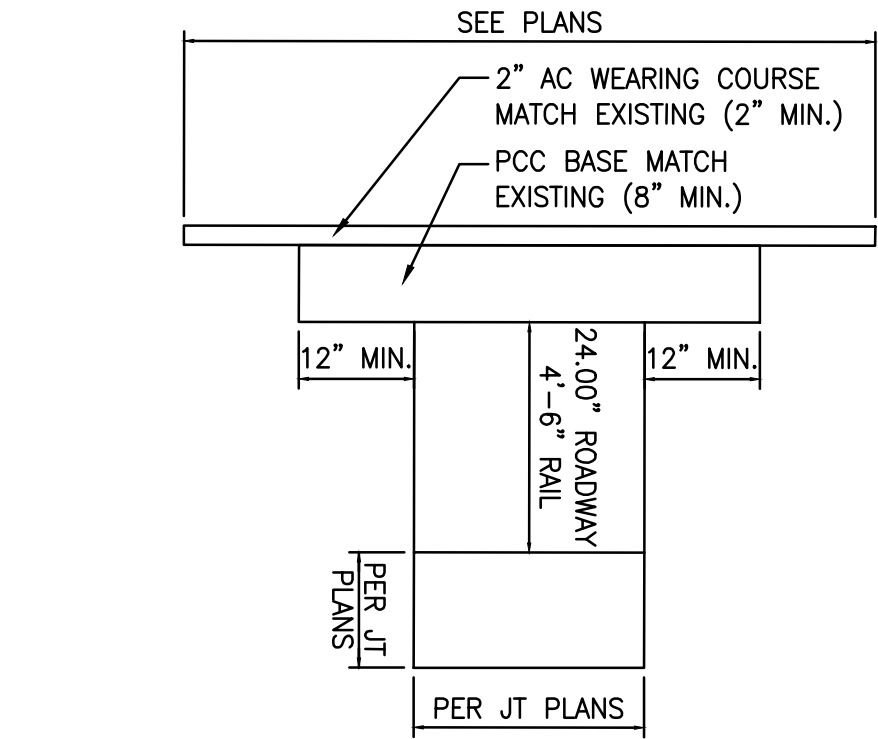 SEE PLANS
2” AC WEARING COURSE
MATCH EXISTING (2” MIN.)
PCC BASE MATCH
EXISTING (8” MIN.)
12” MIN.
24.00” ROADWAY
4’-6” RAIL
12” MIN.
PER JT
PLANS
PER JT PLANS